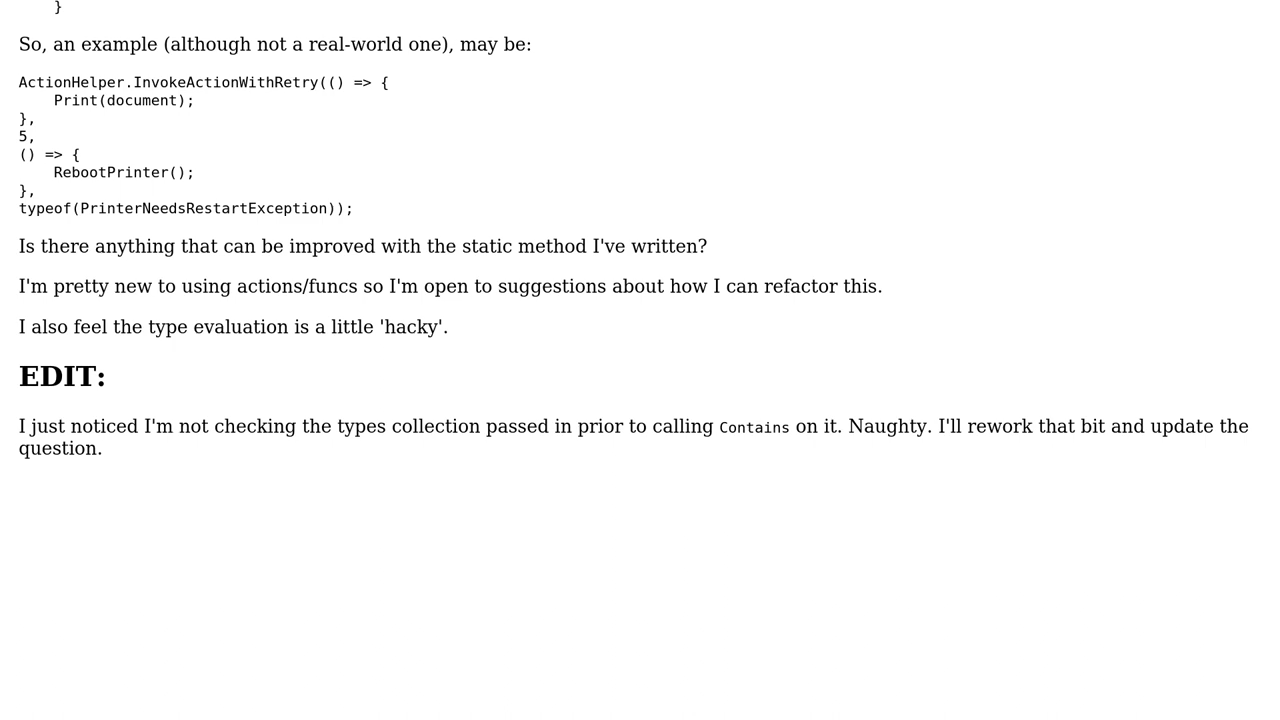 }
So, an example (although not a real-world one), may be:
ActionHelper.InvokeActionWithRetry(() => {
    Print(document);
},
5,
() => {
    RebootPrinter();
},
typeof(PrinterNeedsRestartException));
Is there anything that can be improved with the static method I've written?
I'm pretty new to using actions/funcs so I'm open to suggestions about how I can refactor this.
I also feel the type evaluation is a little 'hacky'.
EDIT:
I just noticed I'm not checking the types collection passed in prior to calling Contains on it. Naughty. I'll rework that bit and update the
question.